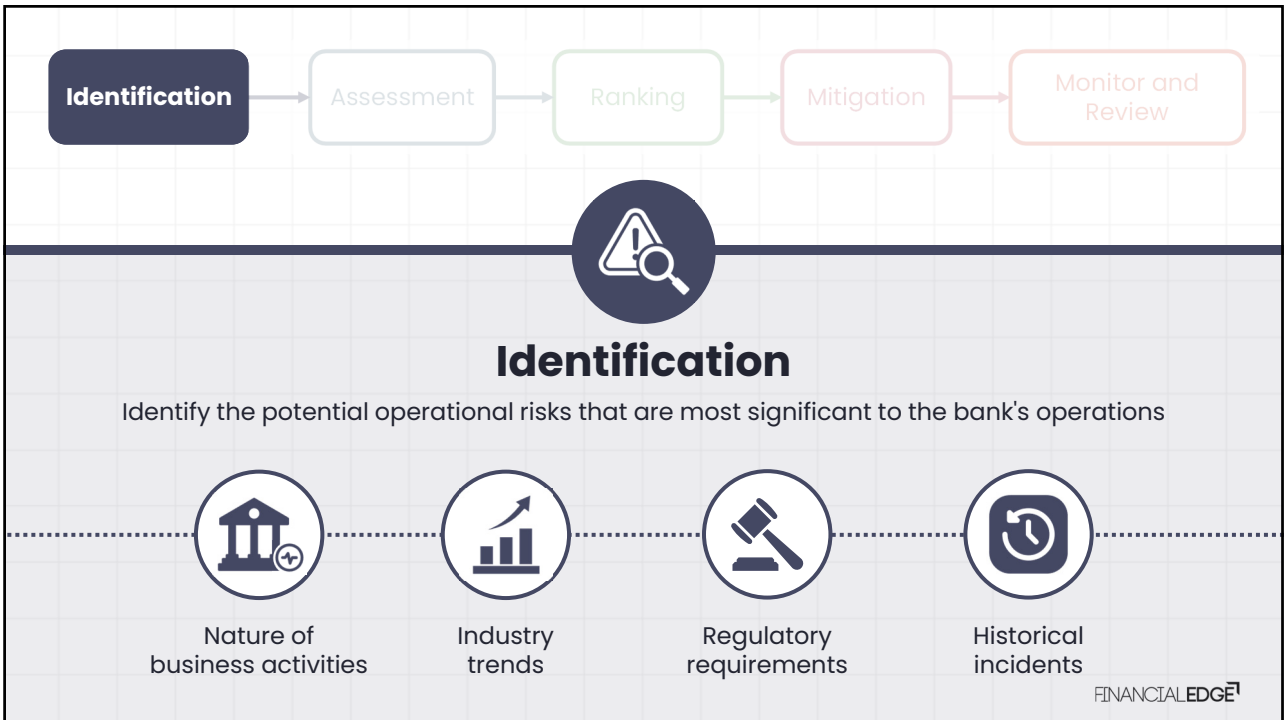 Identification
Assessment
Ranking
Mitigation
Monitor and
Review
Identification
Identify the potential operational risks that are most significant to the bank's operations
Nature of
business activities
Industry
trends
Regulatory
requirements
Historical
incidents
FINANCIALEDGE